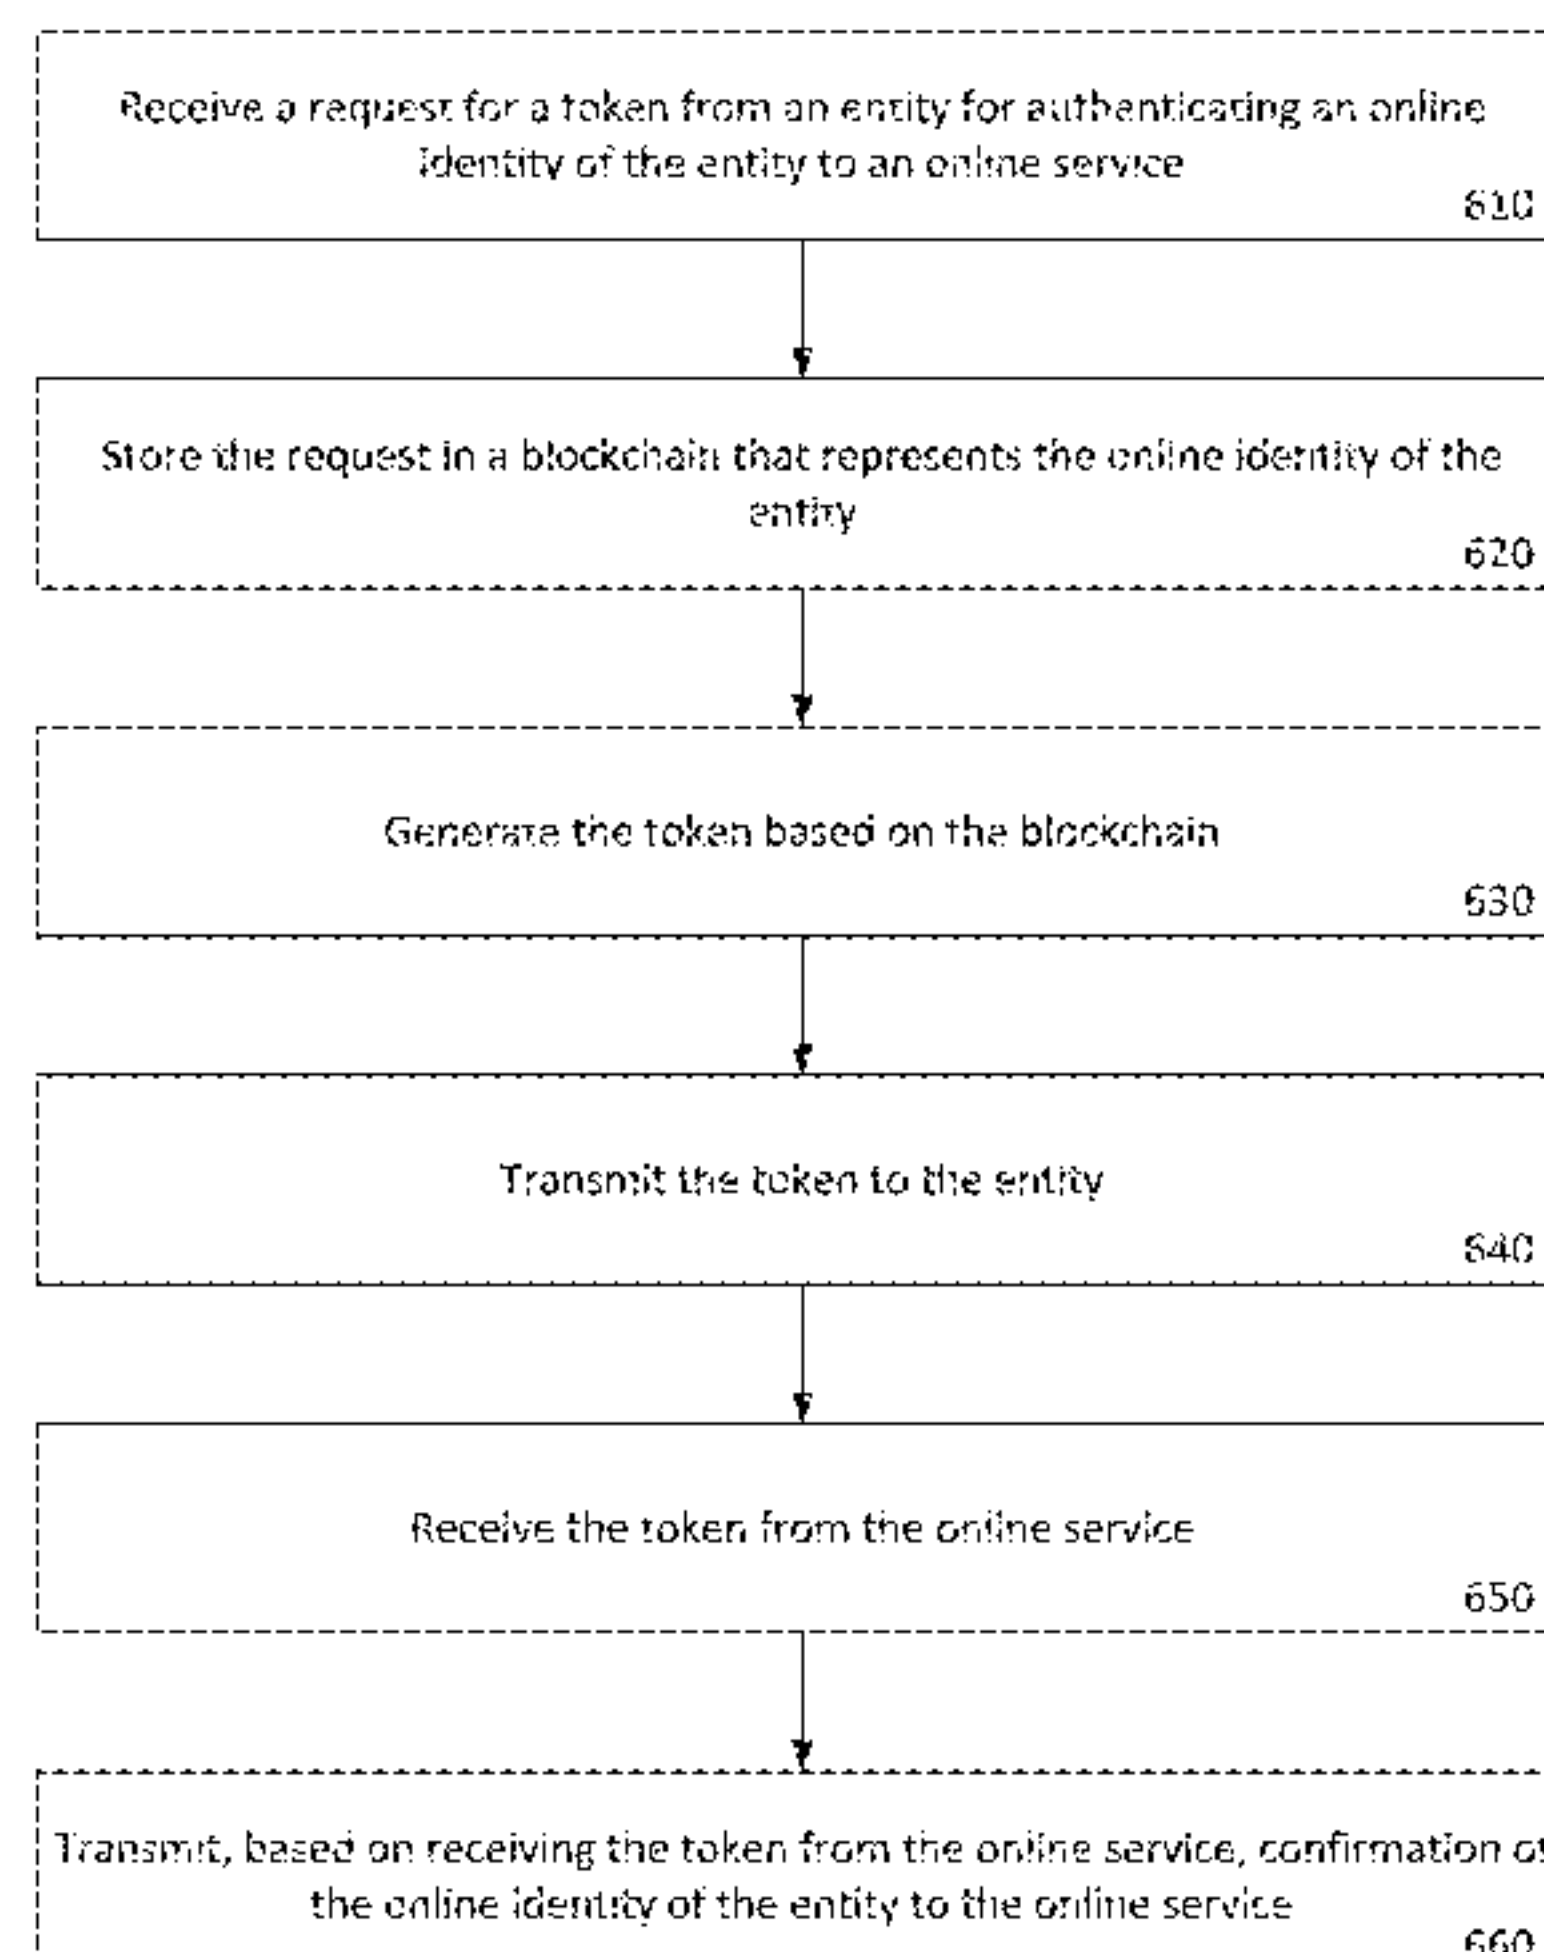 Receive a request for a token from an entity for authenticating an online
identity of the entity to an online service
610
Store the request in a blockchain that represents the online identity of the
entity
620
Generate the token based on the blockchain
630
Transmit the token to the entity
640
Receive the token from the online service
650
Transmit, based on receiving the token from the online service, confirmation of
the online identity of the entity to the online service
660